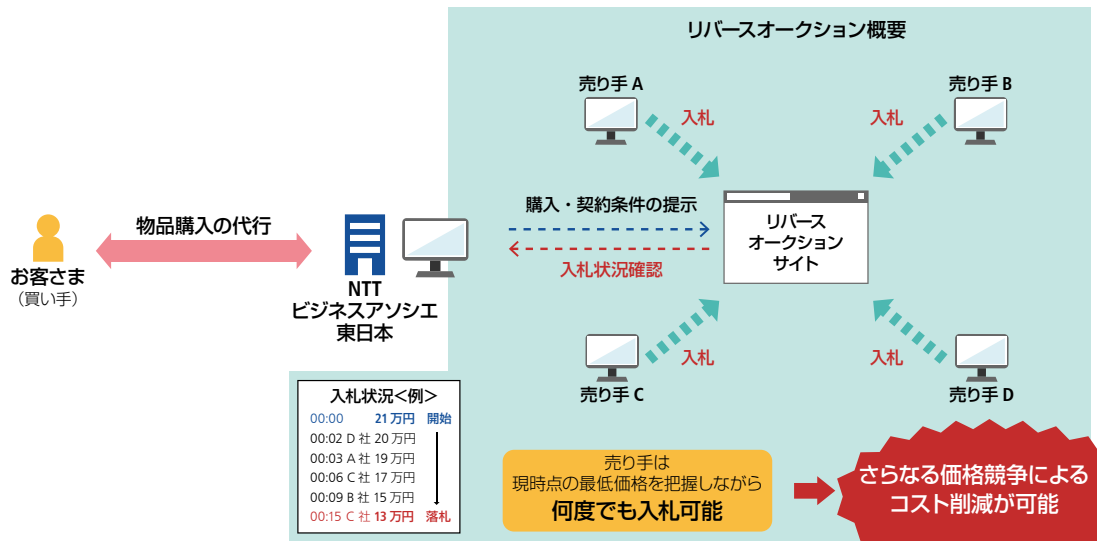 リバースオークション概要
売り手 A
売り手 B
入札
入札
物品購入の代行
お客さま
（買い手）
NTT
ビジネスアソシエ
東日本
購入・契約条件の提示
入札状況確認
リバース
オークション
サイト
入札
入札
売り手 C
売り手 D
入札状況<例>
00:00 21 万円 開始
00:02 D 社 20 万円
00:03 A 社 19 万円
00:06 C 社 17 万円
00:09 B 社 15 万円
00:15 C 社 13 万円 落札
売り手は
現時点の最低価格を把握しながら
何度でも入札可能
さらなる価格競争による
コスト削減が可能